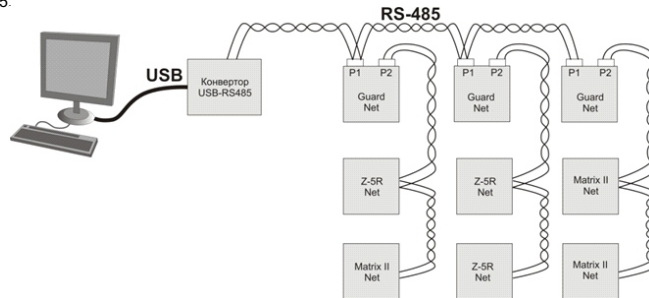 5.
RS-485
USB
Конвертор
USB-RS485
P1 P2
Guard
Net
P1 P2
Guard
Net
P1 P2
Guard
Net
Z-5R
Net
Z-5R
Net
Matrix II
Net
Matrix II
Net
Z-5R
Net
Matrix II
Net